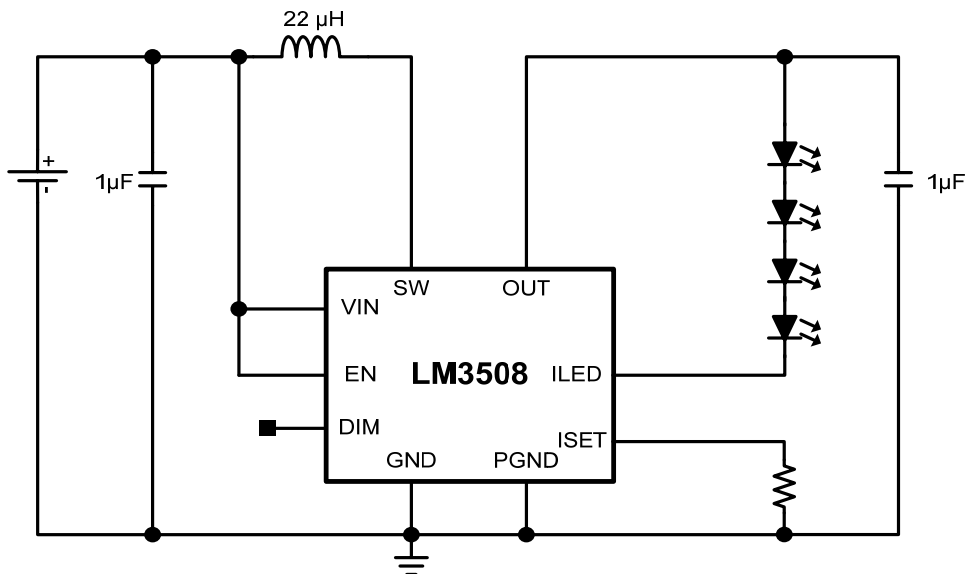 22 µH
+
1µF
-
1µF
SW
OUT
VIN
EN
LM3508
ILED
DIM
ISET
GND
PGND